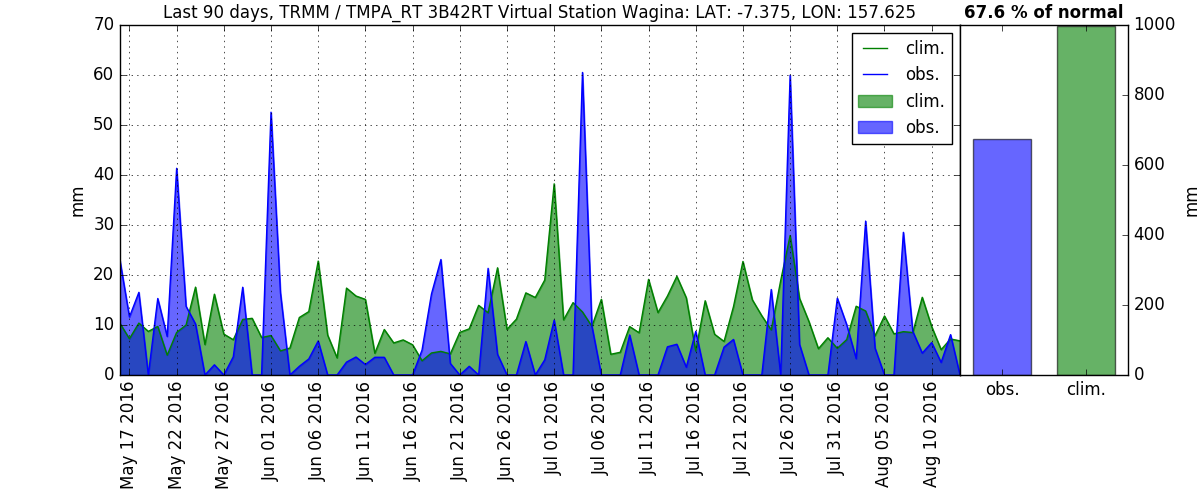 Last 90 days, TRMM / TMPA_RT 3B42RT Virtual Station Wagina: LAT: -7.375, LON: 157.625
67.6 % of normal
70
60
50
40
30
20
10
0
mm
clim.
obs.
clim.
obs.
May 17 2016
May 22 2016
May 27 2016
Jun 01 2016
Jun 06 2016
Jun 11 2016
Jun 16 2016
Jun 21 2016
Jun 26 2016
Jul 01 2016
Jul 06 2016
Jul 11 2016
Jul 16 2016
Jul 21 2016
Jul 26 2016
Jul 31 2016
Aug 05 2016
Aug 10 2016
1000
800
600
400
200
0
mm
obs.
clim.